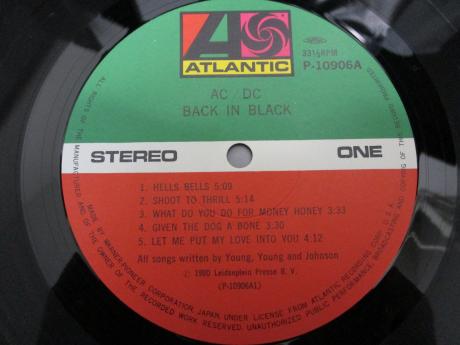 ATLANTIC
33⅓RPM
P-10906A
AC/DC
BACK IN BLACK
STEREO
ONE
1. HELLS BELLS 5:09
2. SHOOT TO THRILL 5:14
3. WHAT DO YOU DO FOR MONEY HONEY 3:33
4. GIVEN THE DOG A BONE 3:30
5. LET ME PUT MY LOVE INTO YOU 4.12
All songs written by Young, Young and Johnson
Ⓟ 1980 Leidseplein Presse B. V.
(P-10906A1)
ALL RIGHTS OF THE MANUFACTURER AND OF THE OWNER OF THE RECORDED WORK RESERVED. UNAUTHORIZED PUBLIC PERFORMANCE, BROADCASTING AND COPYING OF THIS RECORD PROHIBITED
MADE BY WARNER-PIONEER CORPORATION, JAPAN, UNDER LICENSE FROM ATLANTIC RECORDING CORP., U.S.A.